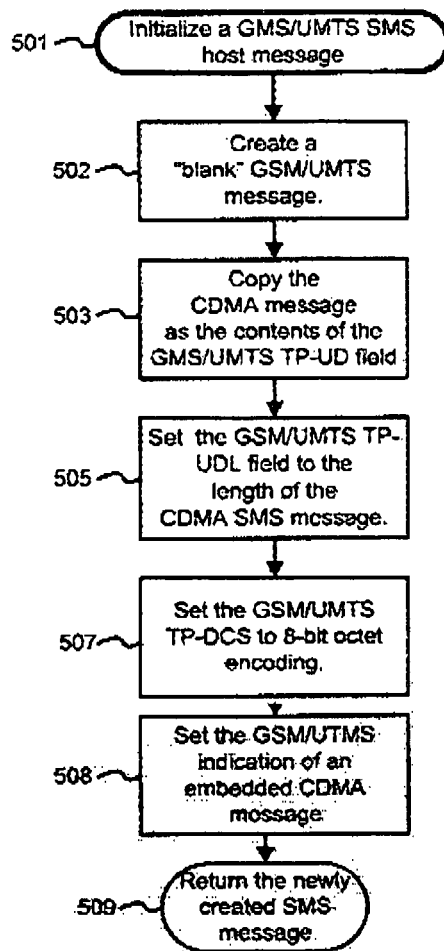 501
Initialize a GMS/UMTS SMS
host message
502
Create a
"blank" GSM/UMTS
message.
503
Copy the
CDMA message
as the contents of the
GMS/UMTS TP-UD field
505
Set the GSM/UMTS TP-
UDL field to the
length of the
CDMA SMS message.
507
Set the GSM/UMTS
TP-DCS to 8-bit octet
encoding.
508
Set the GSM/UTMS
indication of an
embedded CDMA
message
509
Return the newly
created SMS
message